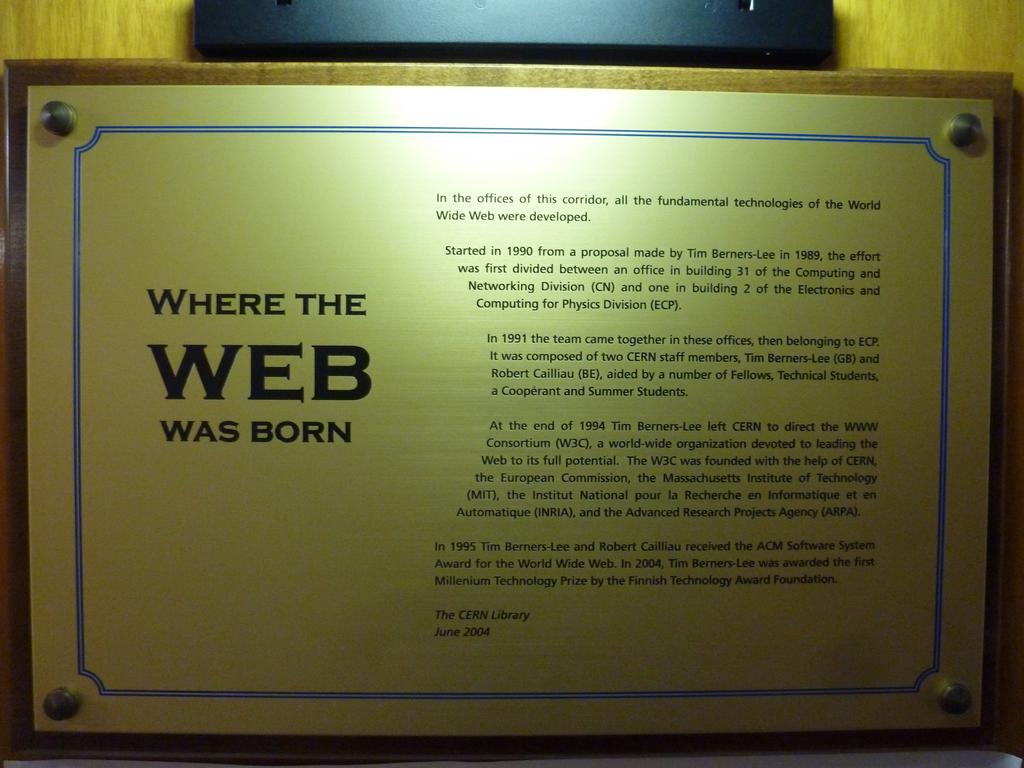 WHERE THE
WEB
WAS BORN
In the offices of this corridor, all the fundamental technologies of the World
Wide Web were developed.
Started in 1990 from a proposal made by Tim Berners-Lee in 1989, the effort
was first divided between an office in building 31 of the Computing and
Networking Division (CN) and one in building 2 of the Electronics and
Computing for Physics Division (ECP).
In 1991 the team came together in these offices, then belonging to ECP.
It was composed of two CERN staff members, Tim Berners-Lee (GB) and
Robert Cailliau (BE), aided by a number of Fellows, Technical Students,
a Coopérant and Summer Students.
At the end of 1994 Tim Berners-Lee left CERN to direct the WWW
Consortium (W3C), a world-wide organization devoted to leading the
Web to its full potential. The W3C was founded with the help of CERN,
the European Commission, the Massachusetts Institute of Technology
(MIT), the Institut National pour la Recherche en Informatique et en
Automatique (INRIA), and the Advanced Research Projects Agency (ARPA).
In 1995 Tim Berners-Lee and Robert Cailliau received the ACM Software System
Award for the World Wide Web. In 2004, Tim Berners-Lee was awarded the first
Millenium Technology Prize by the Finnish Technology Award Foundation.
The CERN Library
June 2004